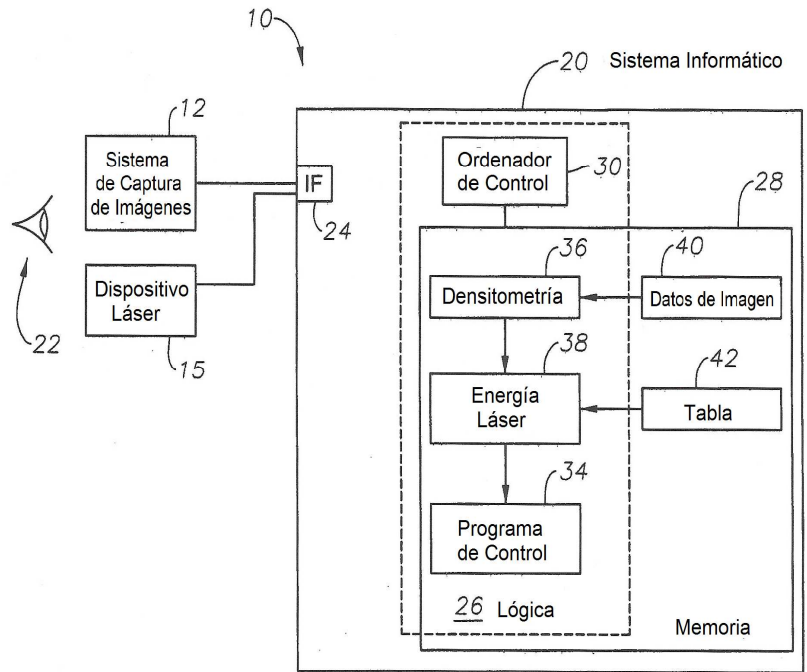 10
20
Sistema Informático
12
Sistema
de Captura
de Imágenes
IF
24
Ordenador
de Control
30
28
22
Dispositivo
Láser
15
36
Densitometría
40
Datos de Imagen
38
Energía
Láser
42
Tabla
34
Programa
de Control
26 Lógica
Memoria